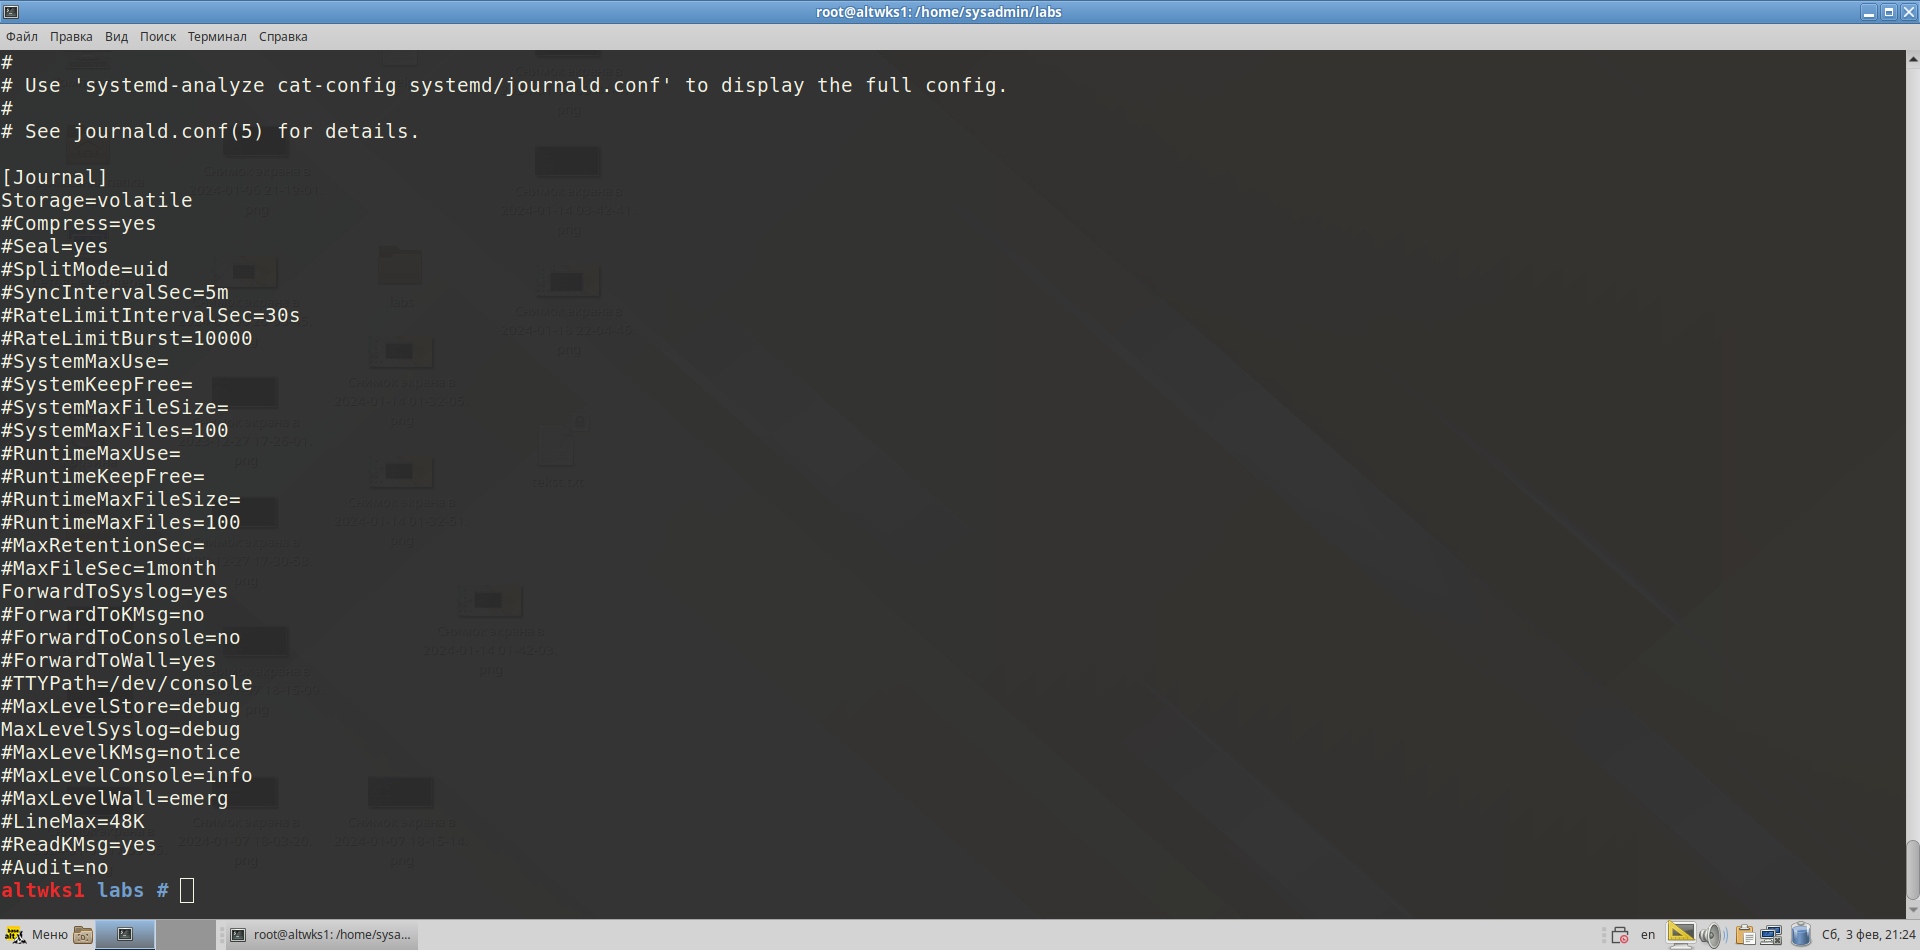 root@altwks1: /home/sysadmin/labs
Файл Правка Вид Поиск Терминал Справка
#
# Use 'systemd-analyze cat-config systemd/journald.conf' to display the full config.
#
# See journald.conf(5) for details.
[Journal]
Storage=volatile
#Compress=yes
#Seal=yes
#SplitMode=uid
#SyncIntervalSec=5m
#RateLimitIntervalSec=30s
#RateLimitBurst=10000
#SystemMaxUse=
#SystemKeepFree=
#SystemMaxFileSize=
#SystemMaxFiles=100
#RuntimeMaxUse=
#RuntimeKeepFree=
#RuntimeMaxFileSize=
#RuntimeMaxFiles=100
#MaxRetentionSec=
#MaxFileSec=1month
ForwardToSyslog=yes
#ForwardToKMsg=no
#ForwardToConsole=no
#ForwardToWall=yes
#TTYPath=/dev/console
#MaxLevelStore=debug
MaxLevelSyslog=debug
#MaxLevelKMsg=notice
#MaxLevelConsole=info
#MaxLevelWall=emerg
#LineMax=48K
#ReadKMsg=yes
#Audit=no
altwks1 labs #
Меню root@altwks1: /home/sysa... en Сб, 3 фев, 21:24